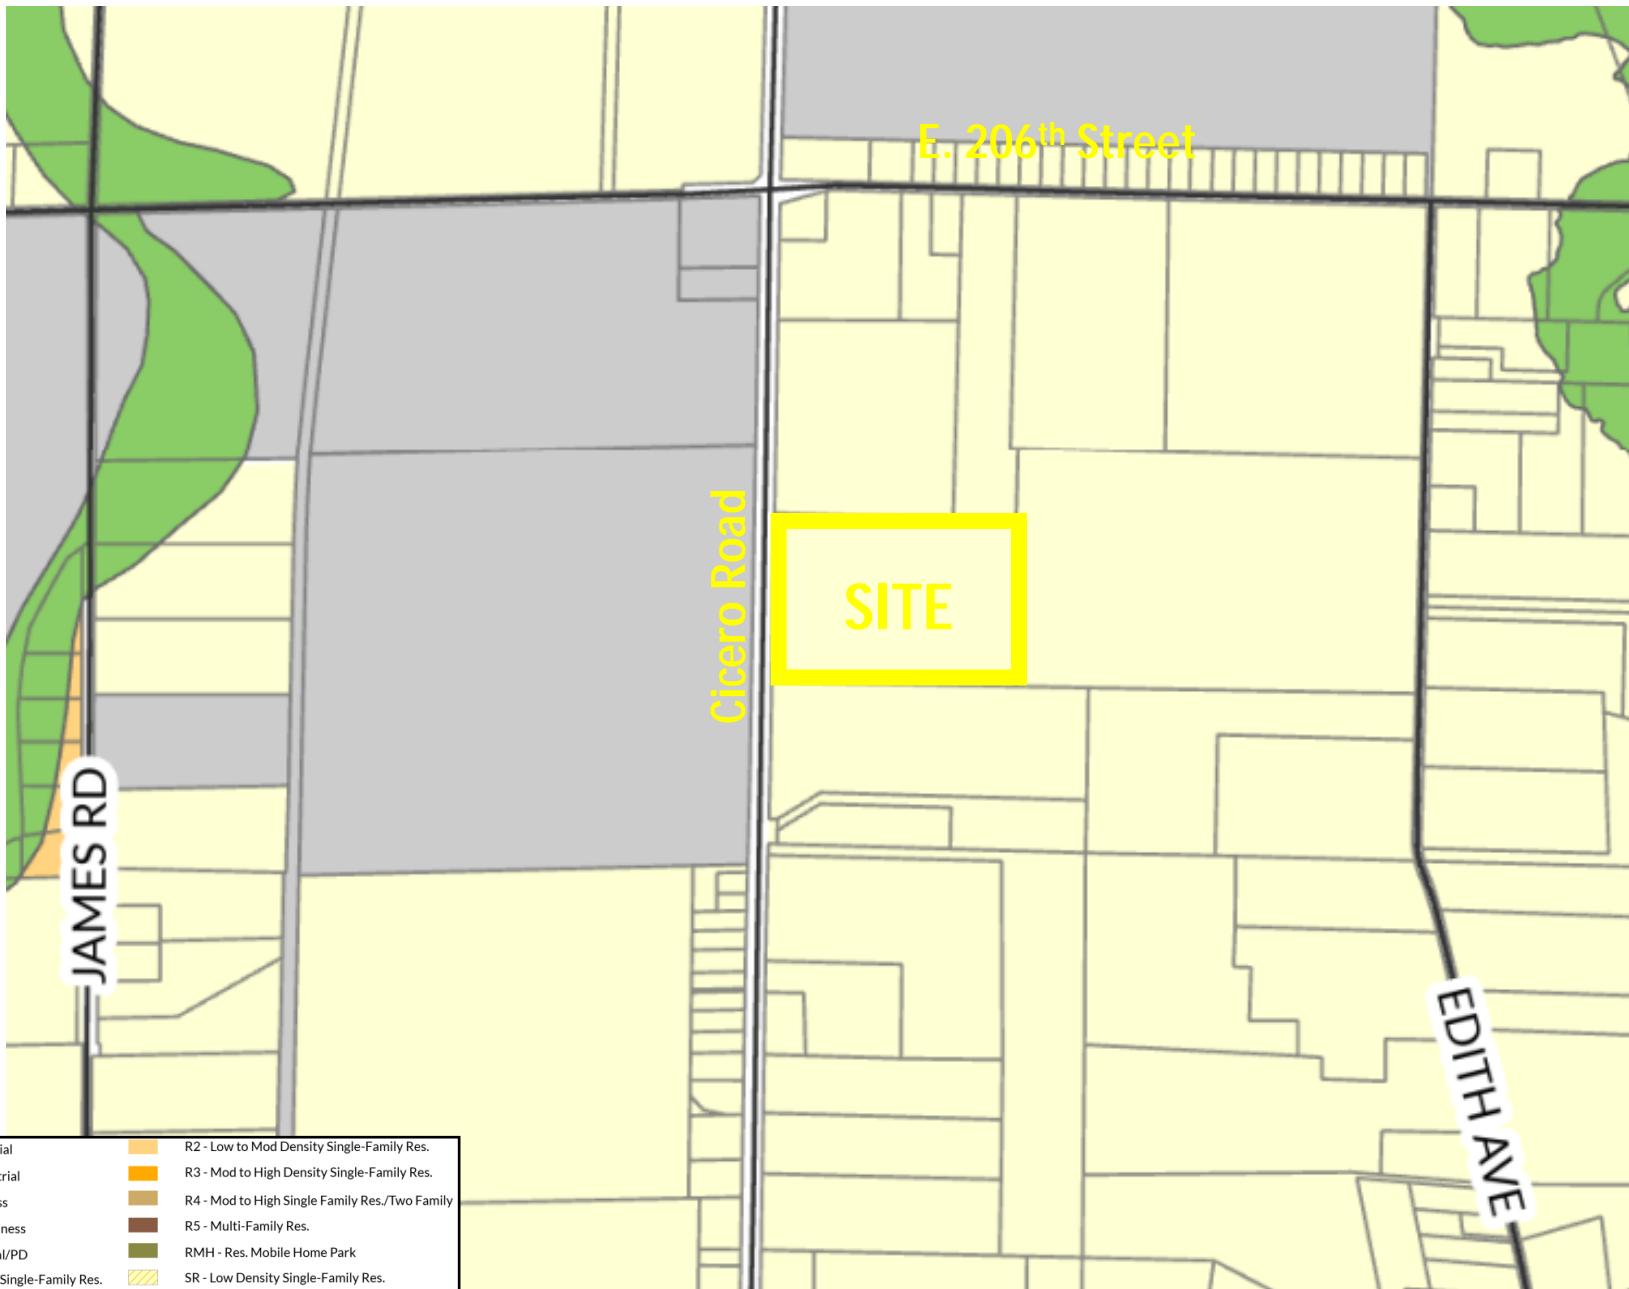 E. 206th Street
Cicero Road
SITE
JAMES RD
EDITH AVE
ial
R2 - Low to Mod Density Single-Family Res.
trial
R3 - Mod to High Density Single-Family Res.
ss
R4 - Mod to High Single Family Res./Two Family
ness
R5 - Multi-Family Res.
al/PD
RMH - Res. Mobile Home Park
Single-Family Res.
SR - Low Density Single-Family Res.